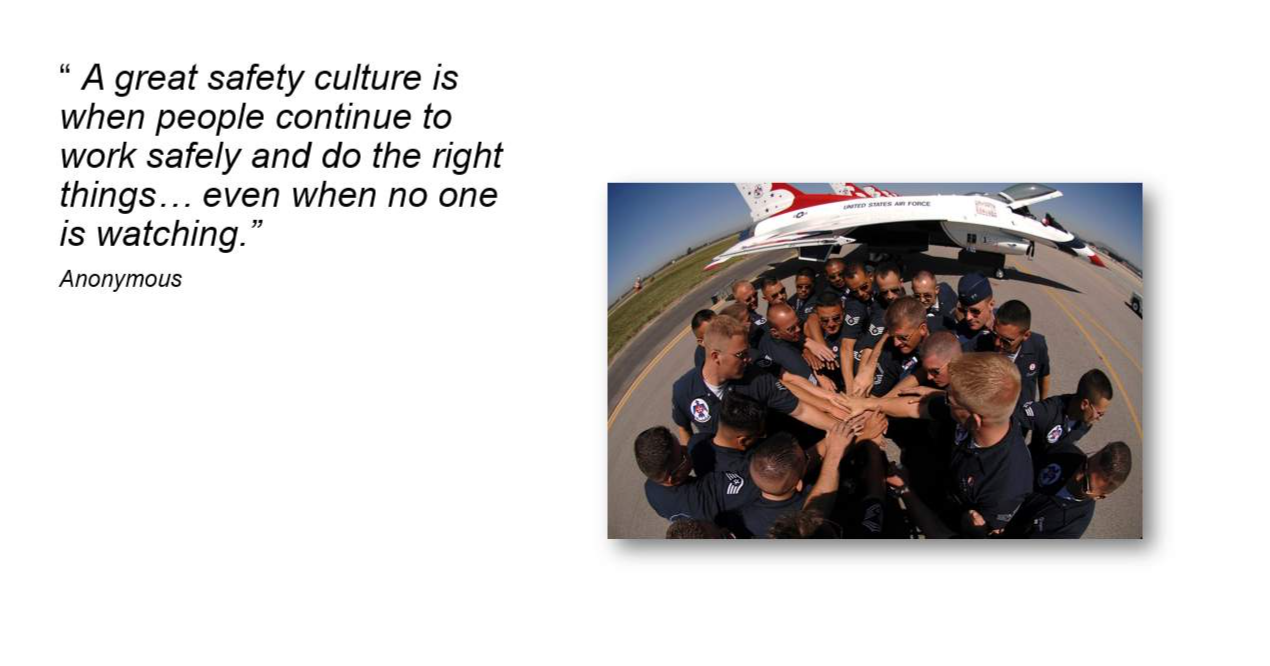 “ A great safety culture is
when people continue to
work safely and do the right
things… even when no one
is watching.”
Anonymous
UNITED STATES AIR FORCE